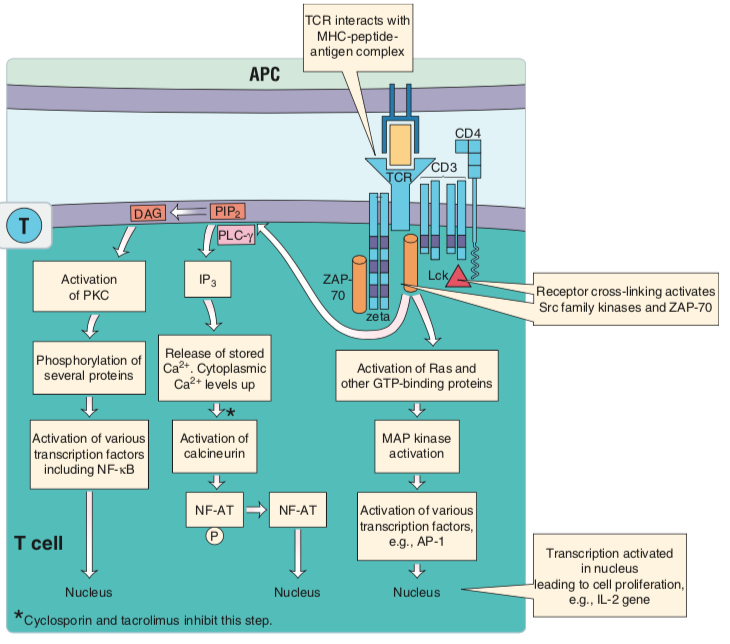 TCR interacts with
MHC-peptide-
antigen complex
APC
CD4
TCR
CD3
T
DAG
PIP₂
PLC-γ
ZAP-
70
zeta
Lck
Receptor cross-linking activates
Src family kinases and ZAP-70
Activation
of PKC
IP₃
Phosphorylation of
several proteins
Release of stored
Ca²⁺. Cytoplasmic
Ca²⁺ levels up
Activation of Ras and
other GTP-binding proteins
*
Activation of various
transcription factors
including NF-κB
Activation of
calcineurin
MAP kinase
activation
NF-AT
P
NF-AT
Activation of various
transcription factors,
e.g., AP-1
T cell
Nucleus
Nucleus
Nucleus
Transcription activated
in nucleus
leading to cell proliferation,
e.g., IL-2 gene
*Cyclosporin and tacrolimus inhibit this step.